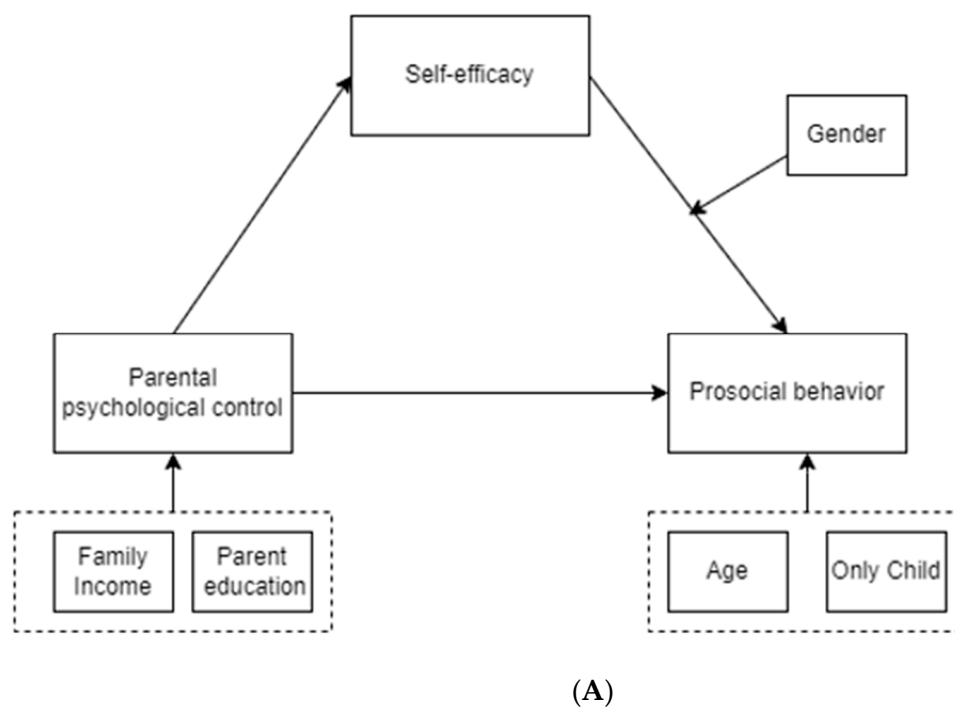 Self-efficacy
Gender
Parental
psychological control
Prosocial behavior
Family
Income
Parent
education
Age
Only Child
(A)